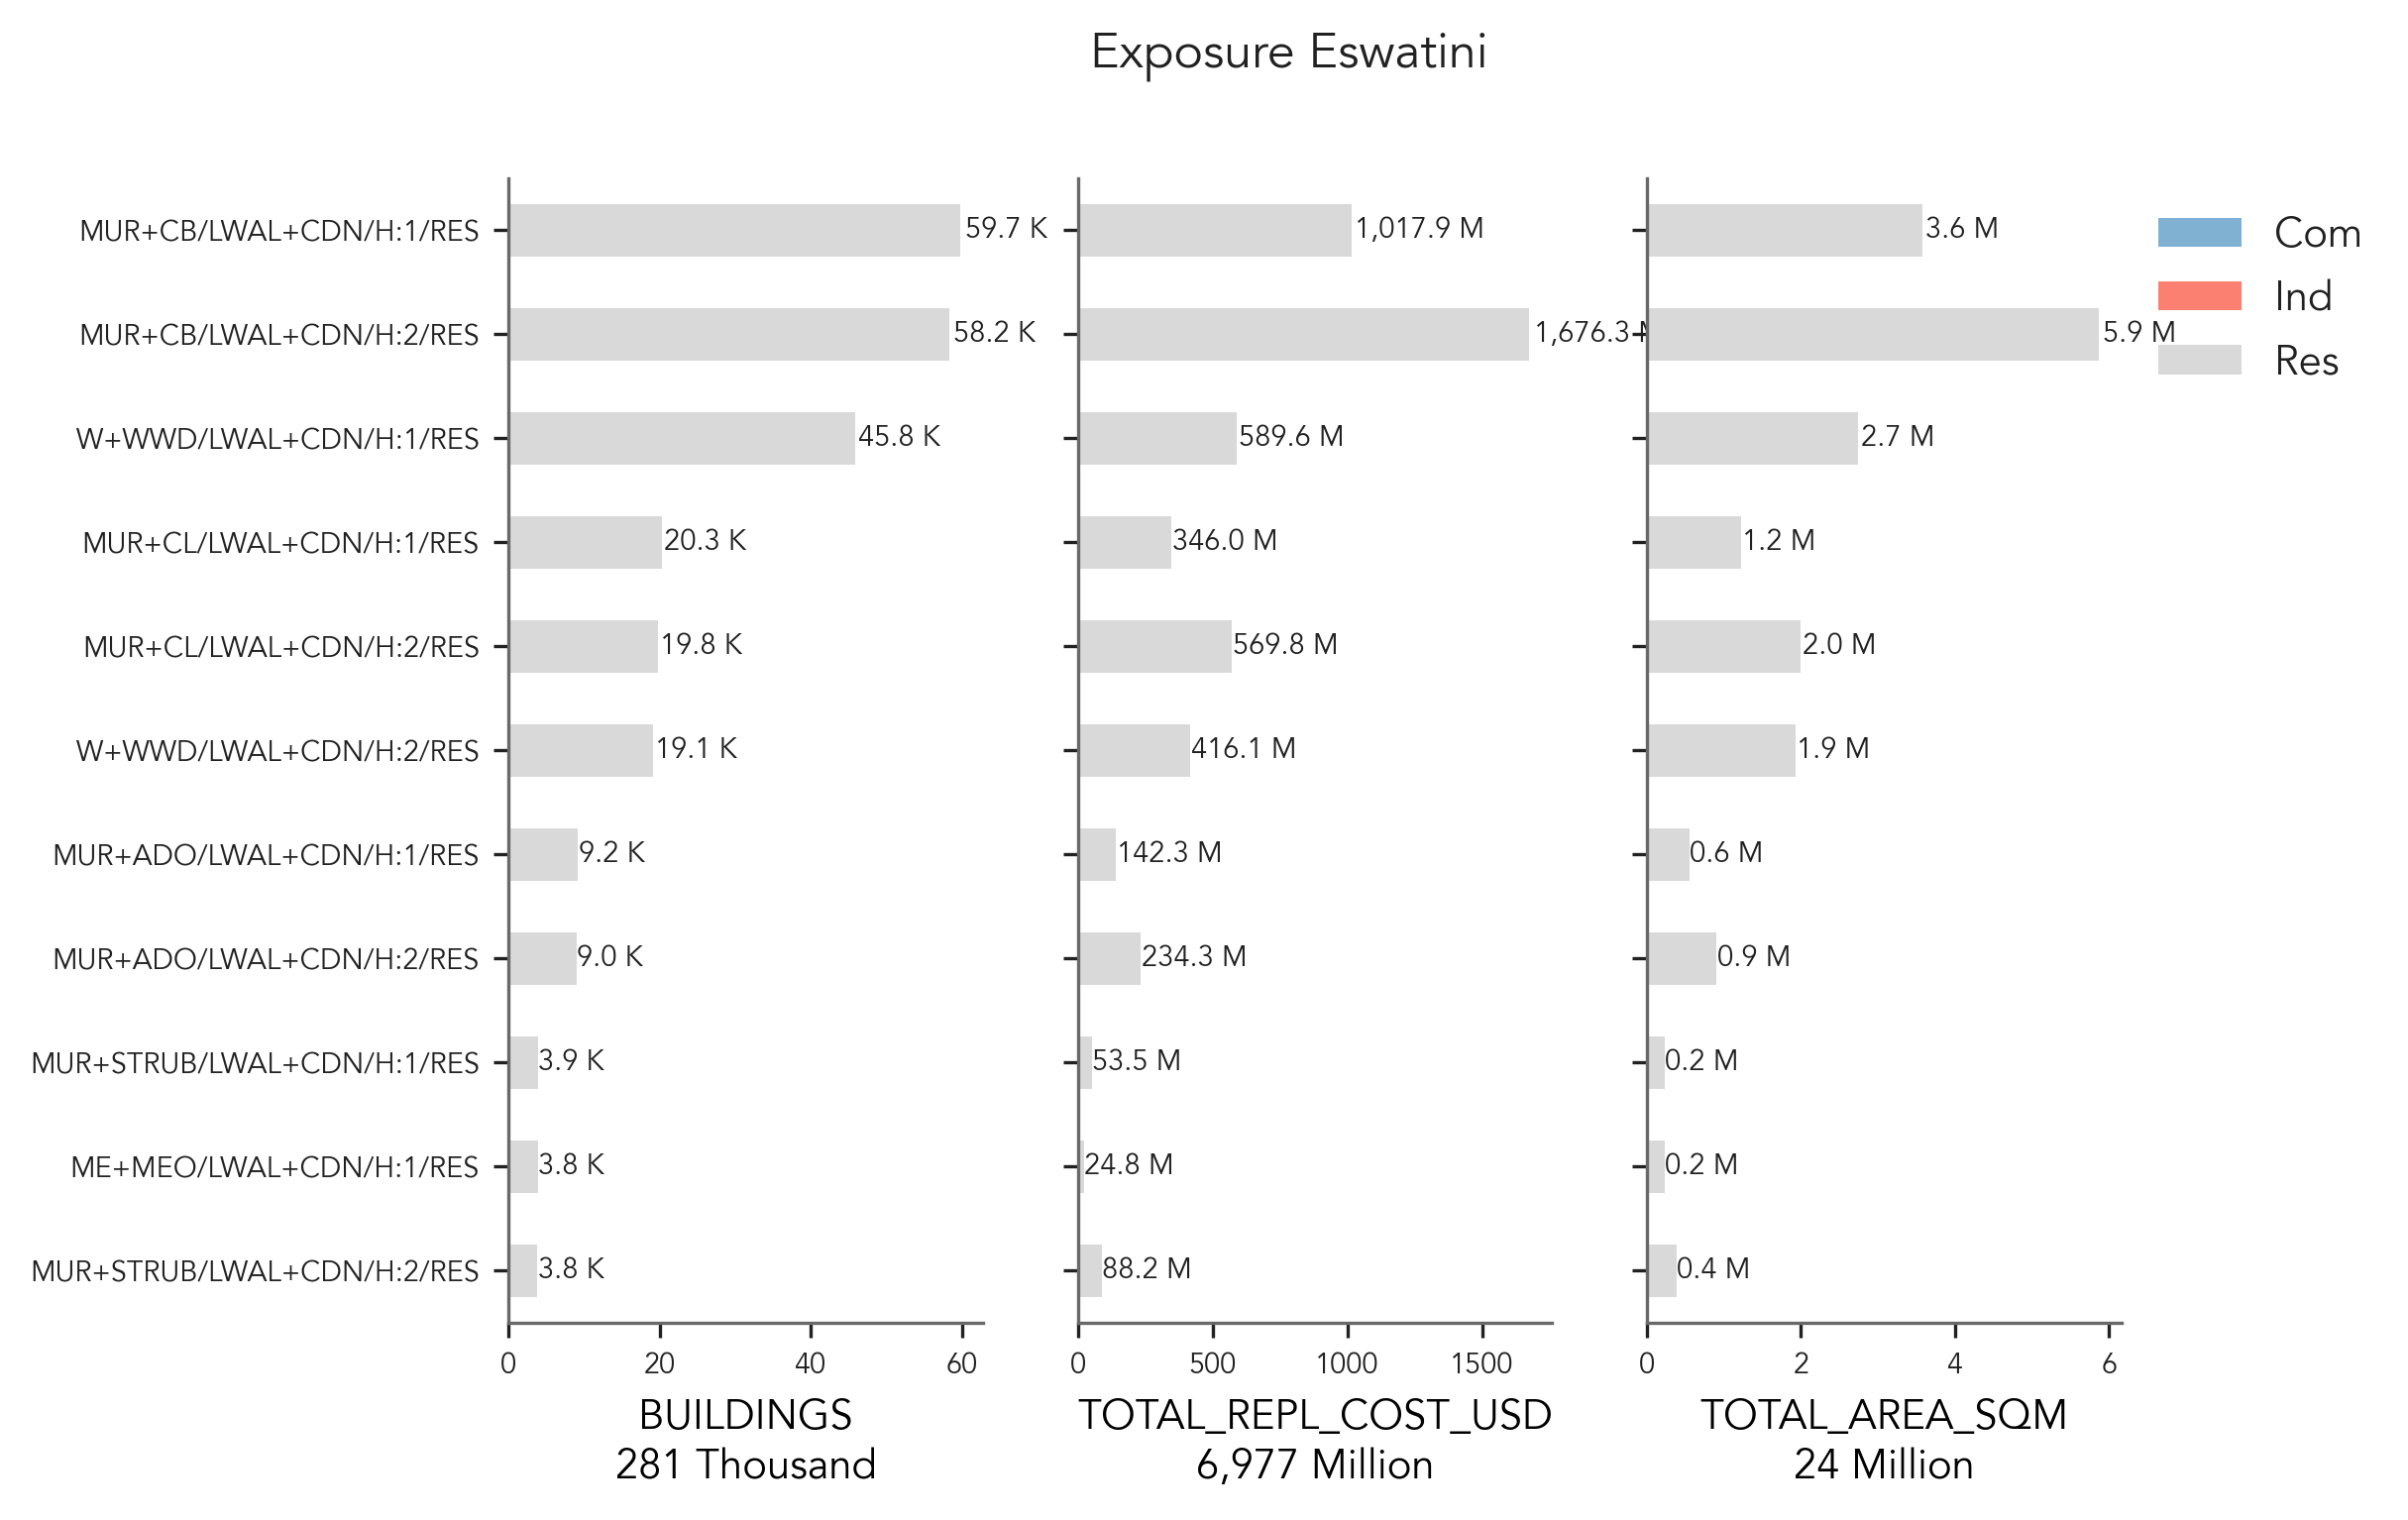 Exposure Eswatini
MUR+CB/LWAL+CDN/H:1/RES 59.7 K 1,017.9 M 3.6 M
MUR+CB/LWAL+CDN/H:2/RES 58.2 K 1,676.3 M 5.9 M
W+WWD/LWAL+CDN/H:1/RES 45.8 K 589.6 M 2.7 M
MUR+CL/LWAL+CDN/H:1/RES 20.3 K 346.0 M 1.2 M
MUR+CL/LWAL+CDN/H:2/RES 19.8 K 569.8 M 2.0 M
W+WWD/LWAL+CDN/H:2/RES 19.1 K 416.1 M 1.9 M
MUR+ADO/LWAL+CDN/H:1/RES 9.2 K 142.3 M 0.6 M
MUR+ADO/LWAL+CDN/H:2/RES 9.0 K 234.3 M 0.9 M
MUR+STRUB/LWAL+CDN/H:1/RES 3.9 K 53.5 M 0.2 M
ME+MEO/LWAL+CDN/H:1/RES 3.8 K 24.8 M 0.2 M
MUR+STRUB/LWAL+CDN/H:2/RES 3.8 K 88.2 M 0.4 M
0 20 40 60
BUILDINGS
281 Thousand
0 500 1000 1500
TOTAL_REPL_COST_USD
6,977 Million
0 2 4 6
TOTAL_AREA_SQM
24 Million
Com
Ind
Res